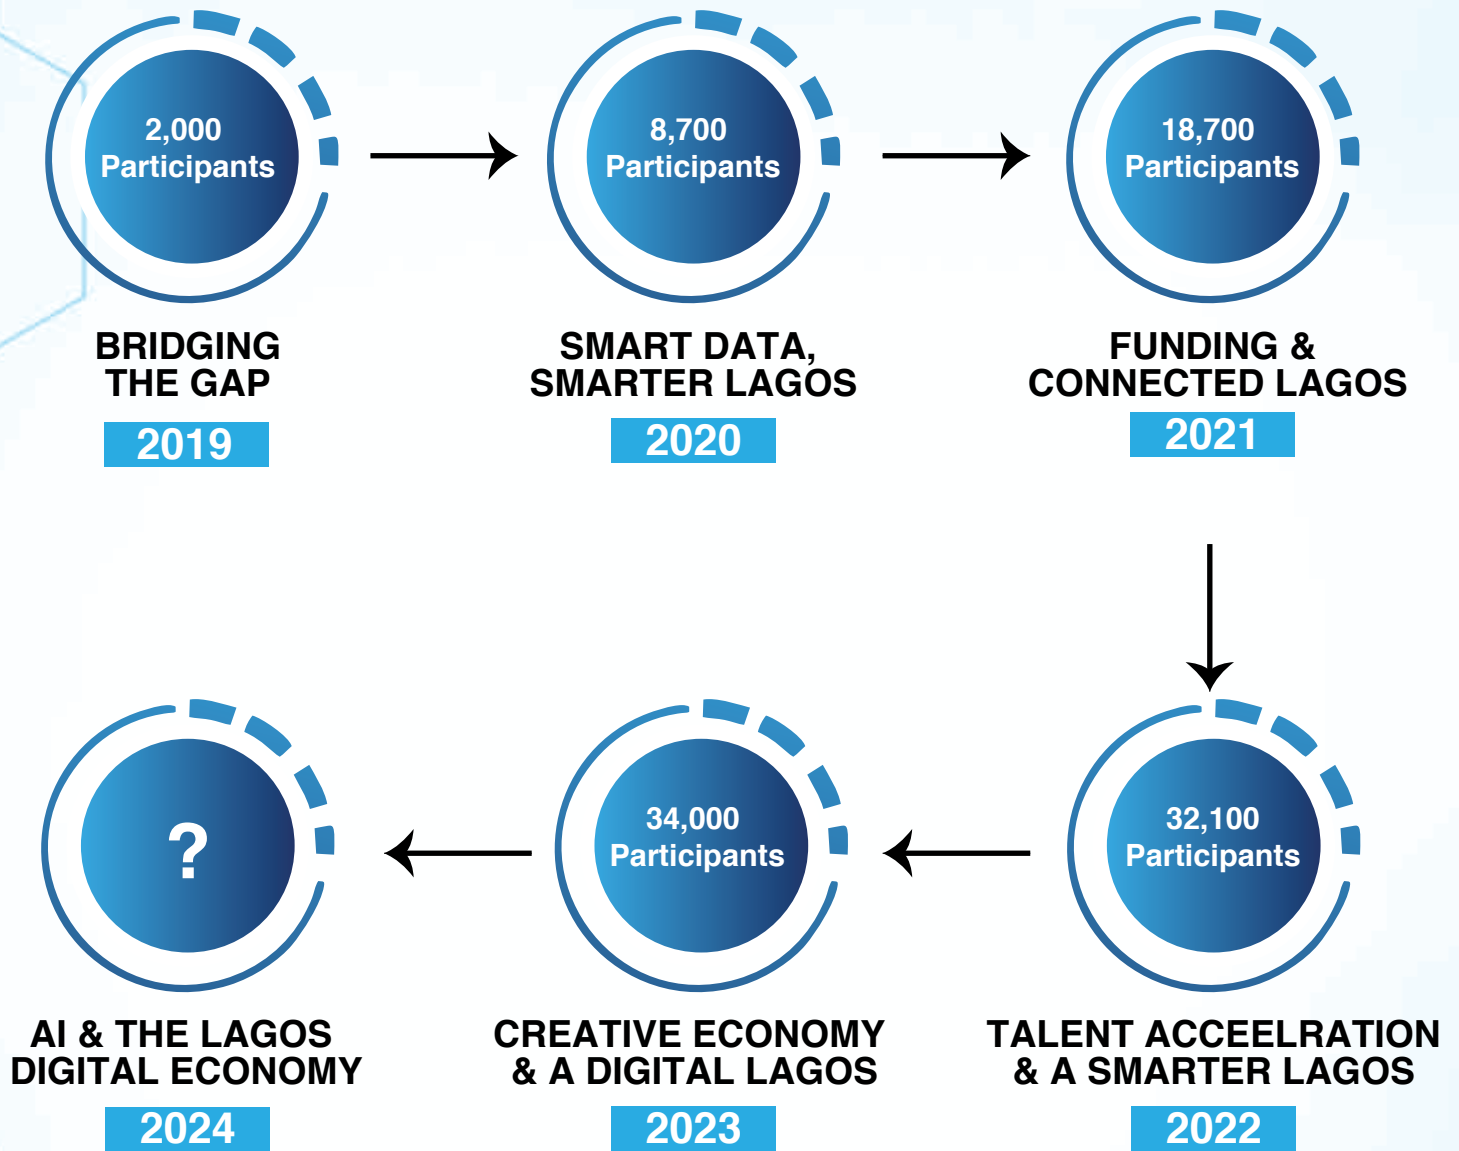 2,000
Participants
BRIDGING
THE GAP
2019
8,700
Participants
SMART DATA,
SMARTER LAGOS
2020
18,700
Participants
FUNDING &
CONNECTED LAGOS
2021
32,100
Participants
TALENT ACCEELRATION
& A SMARTER LAGOS
2022
34,000
Participants
CREATIVE ECONOMY
& A DIGITAL LAGOS
2023
?
AI & THE LAGOS
DIGITAL ECONOMY
2024